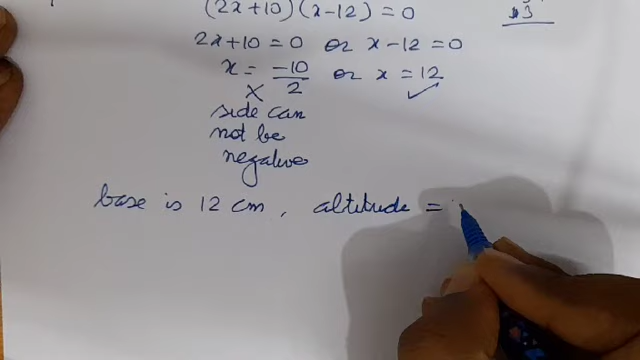 (2x+10)(x-12) = 0
3
2x+10 = 0 or x-12 = 0
x = -10/2 or x = 12
side can
not be
negative
base is 12 cm, altitude =